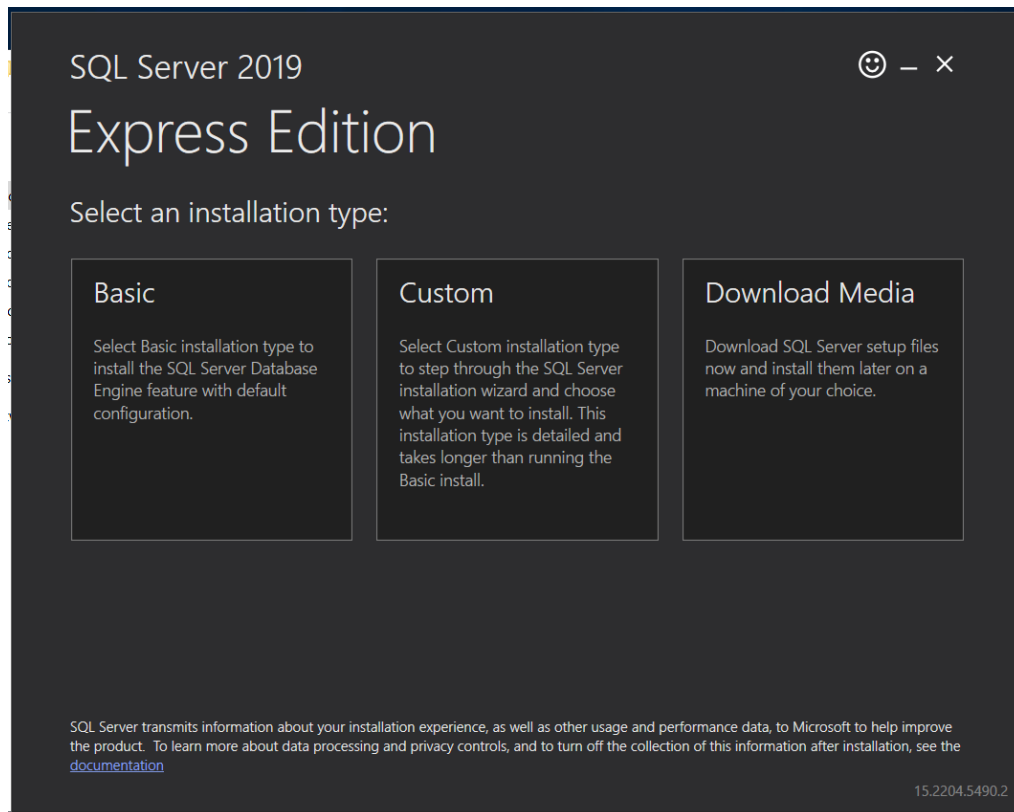 SQL Server 2019
Express Edition
Select an installation type:
Basic
Select Basic installation type to
install the SQL Server Database
Engine feature with default
configuration.
Custom
Select Custom installation type
to step through the SQL Server
installation wizard and choose
what you want to install. This
installation type is detailed and
takes longer than running the
Basic install.
Download Media
Download SQL Server setup files
now and install them later on a
machine of your choice.
SQL Server transmits information about your installation experience, as well as other usage and performance data, to Microsoft to help improve
the product.  To learn more about data processing and privacy controls, and to turn off the collection of this information after installation, see the
documentation
15.2204.5490.2